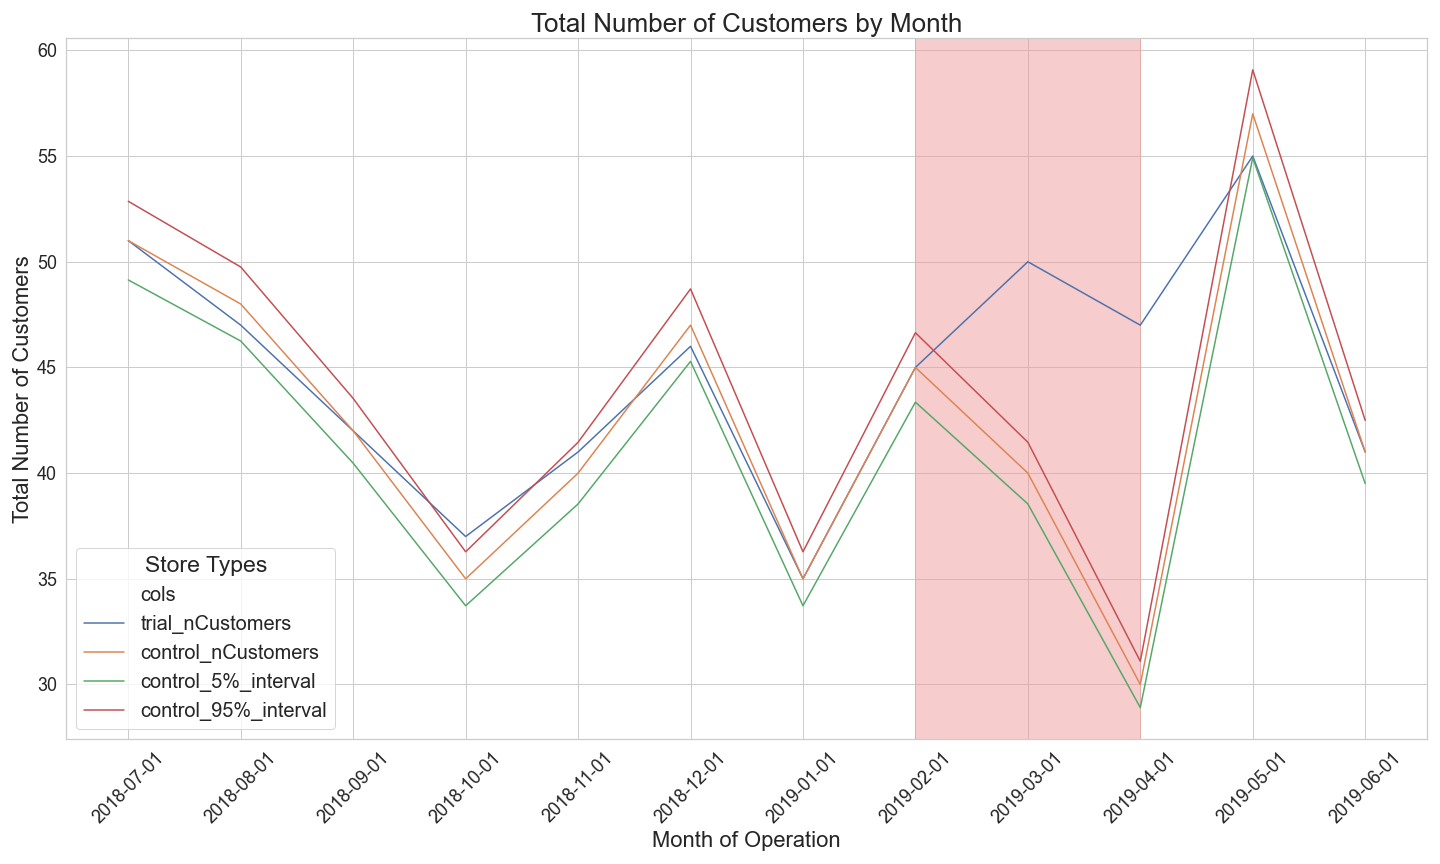 Total Number of Customers by Month
Total Number of Customers
60
55
50
45
40
35
30
Store Types
cols
trial_nCustomers
control_nCustomers
control_5%_interval
control_95%_interval
2018-07-01
2018-08-01
2018-09-01
2018-10-01
2018-11-01
2018-12-01
2019-01-01
2019-02-01
2019-03-01
2019-04-01
2019-05-01
2019-06-01
Month of Operation